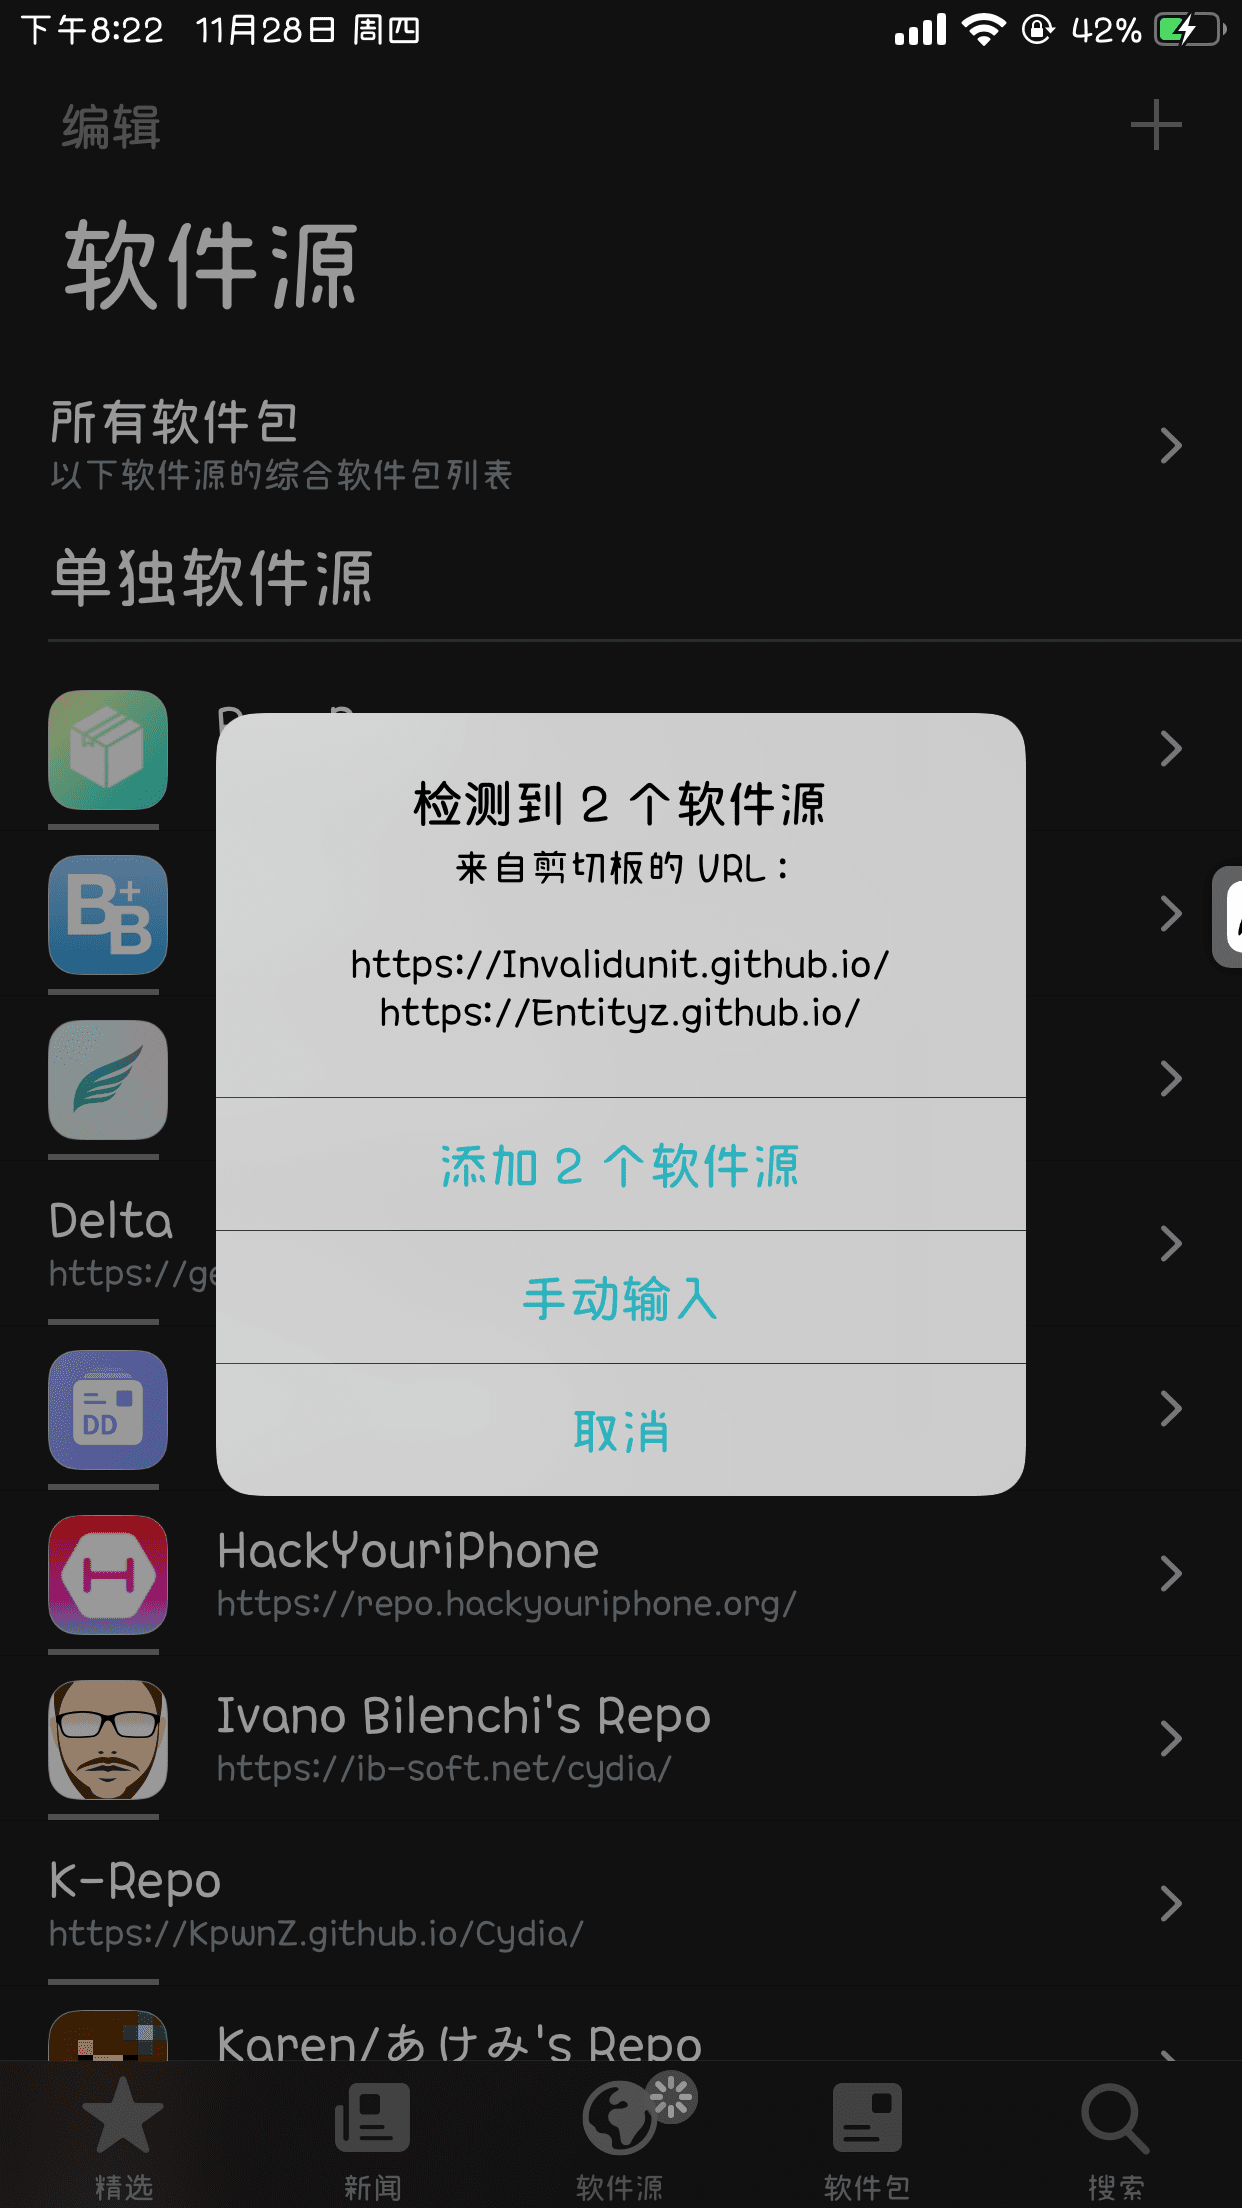 下午8:22 11月28日 周四 42%
编辑
软件源
所有软件包
以下软件源的综合软件包列表
单独软件源
检测到 2 个软件源
来自剪切板的 URL：
https://Invalidunit.github.io/
https://Entityz.github.io/
添加 2 个软件源
手动输入
取消
B+B
Delta
https://ge
DD
HackYouriPhone
https://repo.hackyouriphone.org/
Ivano Bilenchi's Repo
https://ib-soft.net/cydia/
K-Repo
https://KpwnZ.github.io/Cydia/
Karen/あけみ's Repo
精选 新闻 软件源 软件包 搜索